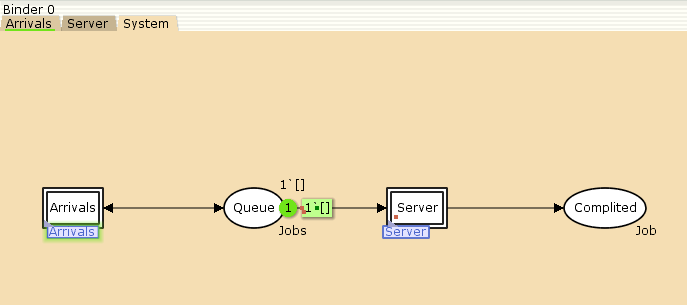 Binder 0
Arrivals Server System
1`[]
Arrivals Queue 1 1`[] Server Complited
Arrivals Jobs Server Job